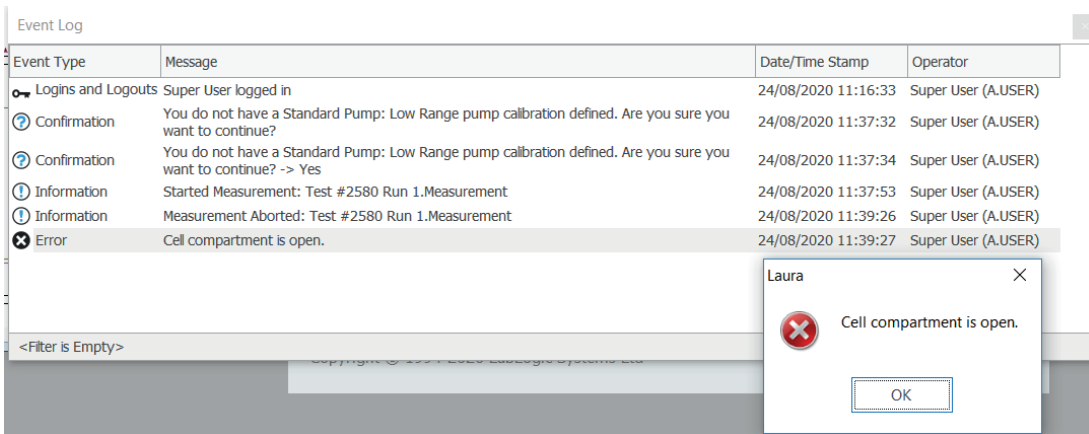 Event Log
Event Type Message Date/Time Stamp Operator
Logins and Logouts Super User logged in 24/08/2020 11:16:33 Super User (A.USER)
Confirmation You do not have a Standard Pump: Low Range pump calibration defined. Are you sure you
want to continue? 24/08/2020 11:37:32 Super User (A.USER)
Confirmation You do not have a Standard Pump: Low Range pump calibration defined. Are you sure you
want to continue? -> Yes 24/08/2020 11:37:34 Super User (A.USER)
Information Started Measurement: Test #2580 Run 1.Measurement 24/08/2020 11:37:53 Super User (A.USER)
Information Measurement Aborted: Test #2580 Run 1.Measurement 24/08/2020 11:39:26 Super User (A.USER)
Error Cell compartment is open. 24/08/2020 11:39:27 Super User (A.USER)
Laura
Cell compartment is open.
OK
<Filter is Empty>
Copyright © 1994-2020 LabLogic Systems Ltd